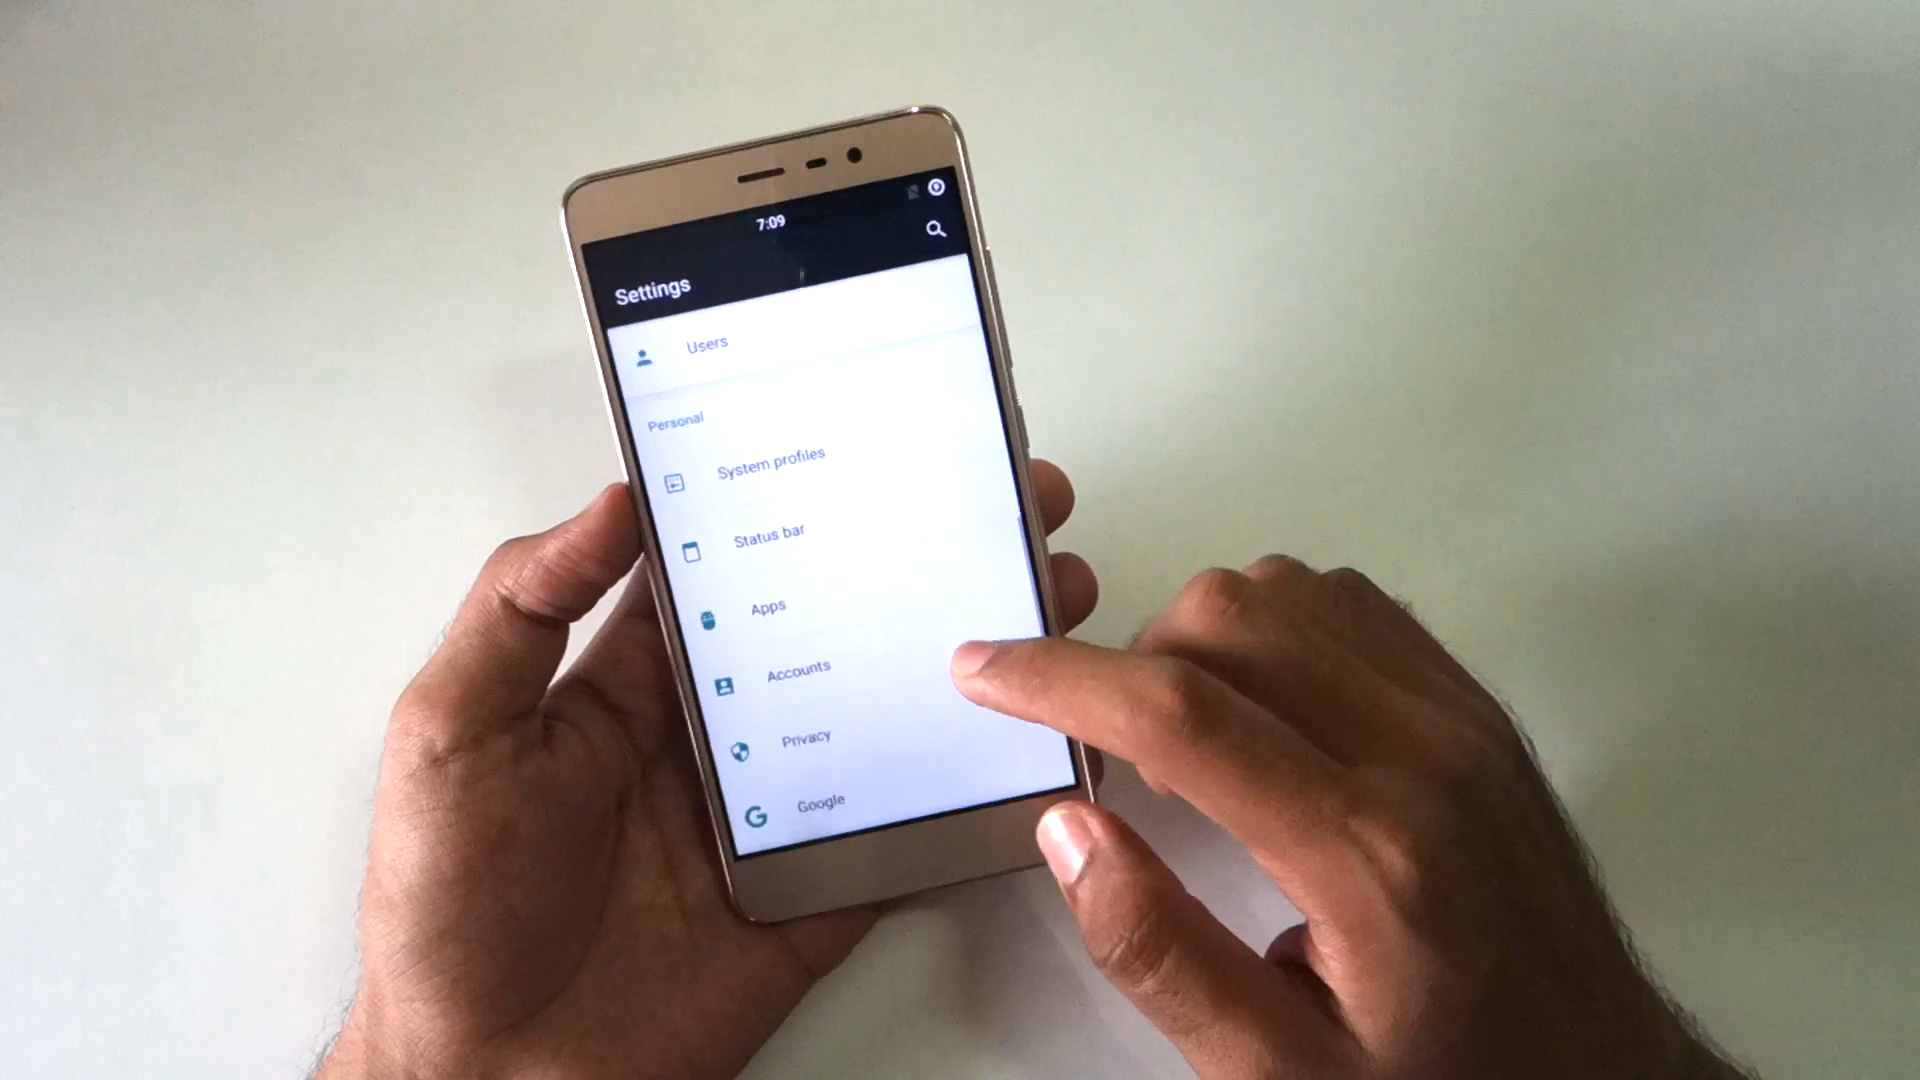 7:09
Settings
Users
Personal
System profiles
Status bar
Apps
Accounts
Privacy
Google